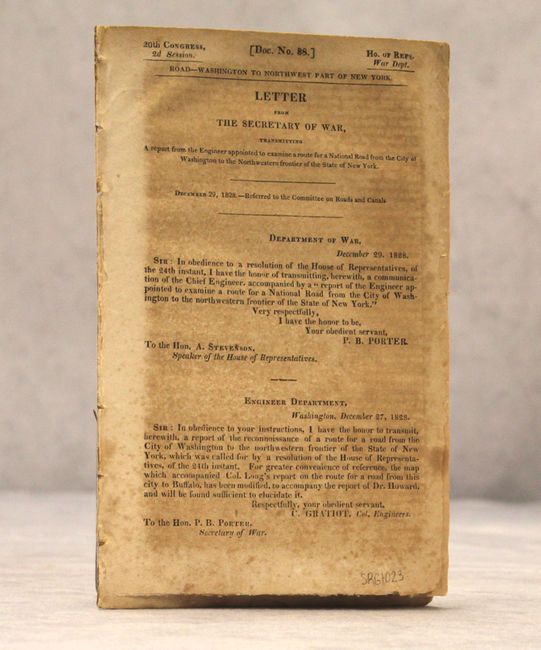 20th Congress, [Doc. No. 88.] Ho. of Reps.
2d Session. War Dept.
ROAD—WASHINGTON TO NORTHWEST PART OF NEW YORK.
LETTER
FROM
THE SECRETARY OF WAR,
TRANSMITTING
A report from the Engineer appointed to examine a route for a National Road from the City of
Washington to the Northwestern frontier of the State of New York.
December 29, 1828.—Referred to the Committee on Roads and Canals
Department of War,
December 29, 1828.
Sir: In obedience to a resolution of the House of Representatives, of
the 24th instant, I have the honor of transmitting, herewith, a communica-
tion of the Chief Engineer, accompanied by a "report of the Engineer ap-
pointed to examine a route for a National Road from the City of Wash-
ington to the northwestern frontier of the State of New York."
Very respectfully,
I have the honor to be,
Your obedient servant,
P. B. PORTER.
To the Hon. A. Stevenson,
Speaker of the House of Representatives.
Engineer Department,
Washington, December 27, 1828.
Sir: In obedience to your instructions, I have the honor to transmit,
herewith, a report of the reconnoissance of a route for a road from the
City of Washington to the northwestern frontier of the State of New
York, which was called for by a resolution of the House of Representa-
tives, of the 24th instant. For greater convenience of reference, the map
which accompanied Col. Long's report on the route for a road from this
city to Buffalo, has been modified, to accompany the report of Dr. Howard,
and will be found sufficient to elucidate it.
Respectfully, your obedient servant,
C. GRATIOT, Col. Engineers.
To the Hon. P. B. Porter,
Secretary of War.
SRG1023